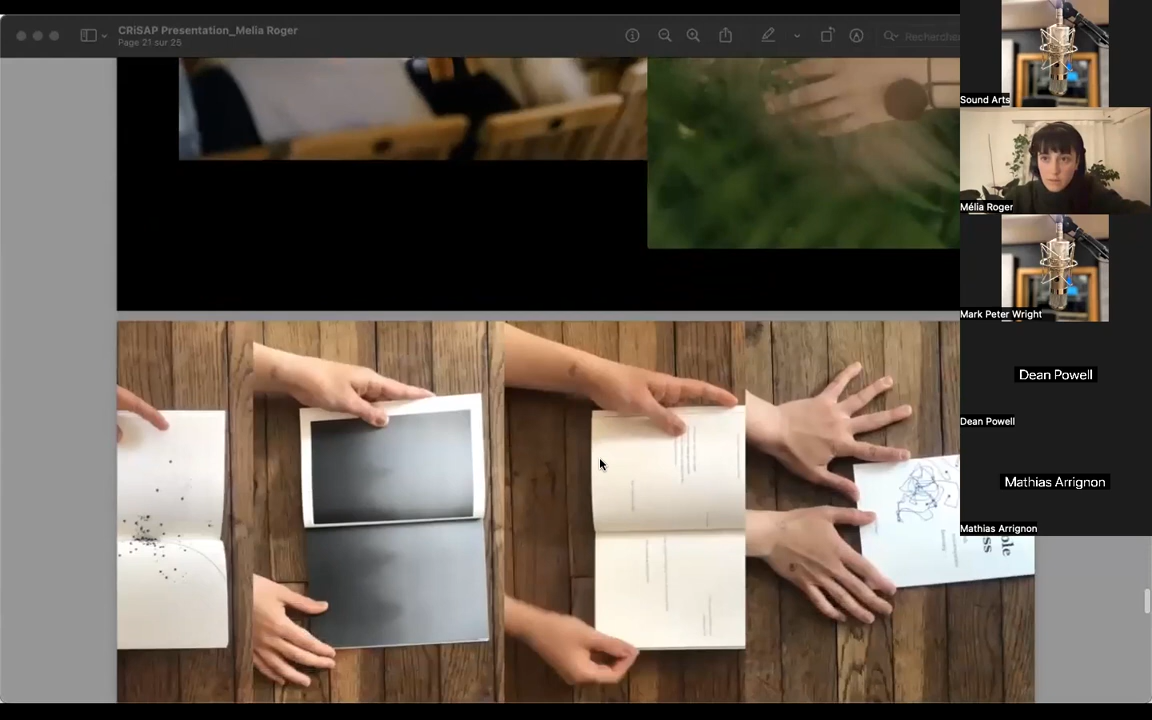 CRiSAP Presentation_Melia Roger
Page 21 sur 25
Recherche
Sound Arts
Mélia Roger
Mark Peter Wright
Dean Powell
Dean Powell
Mathias Arrignon
Mathias Arrignon